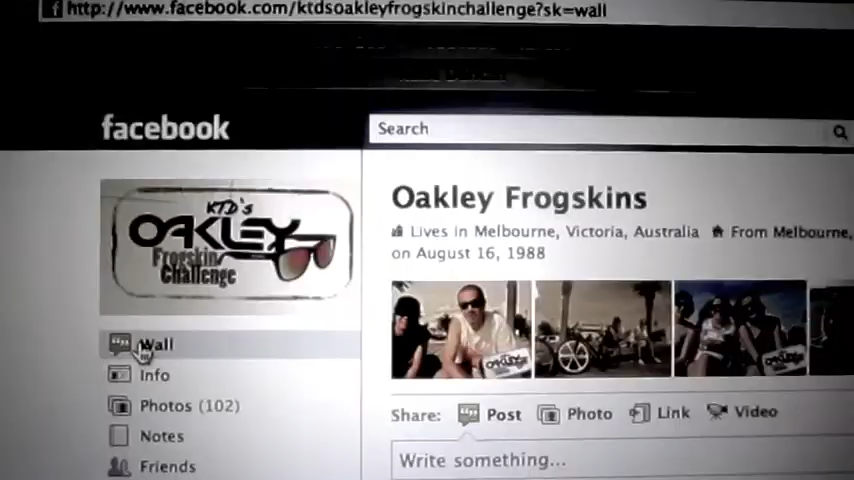 http://www.facebook.com/ktdsoakleyfrogskinchallenge?sk=wall
facebook
Search
KTD's
OAKLEY
Frogskin
Challenge
Oakley Frogskins
Lives in Melbourne, Victoria, Australia From Melbourne,
on August 16, 1988
Wall
Info
Photos (102)
Notes
Friends
Share: Post Photo Link Video
Write something...